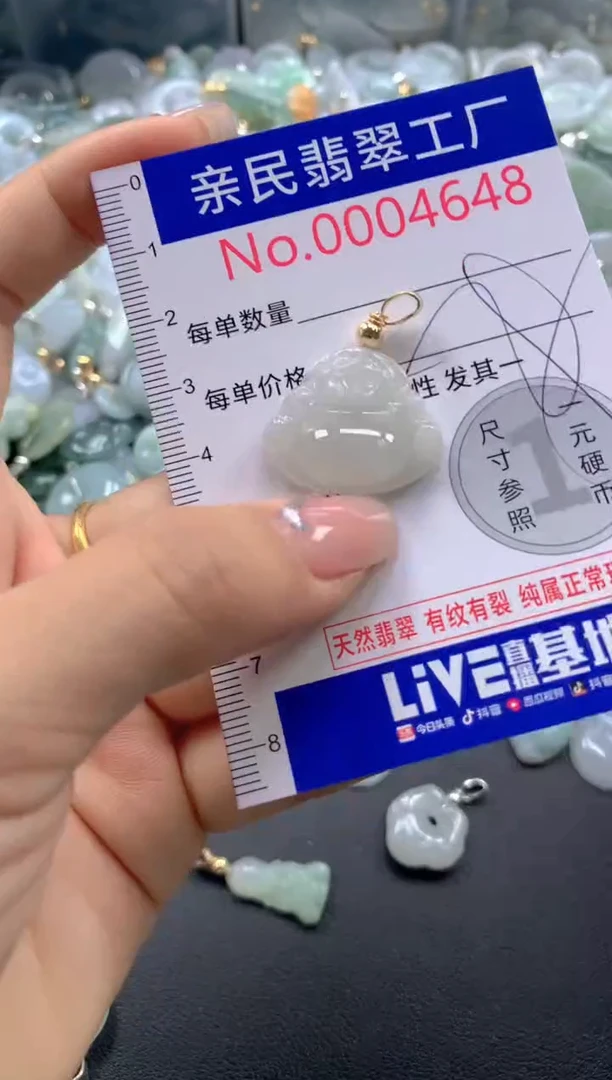 亲民翡翠工厂
No.0004648
每单数量
每单价格
性 发其一
尺寸参照
1
一元硬币
天然翡翠 有纹有裂 纯属正常
LiVE直播基地
今日头条 抖音 西瓜视频 抖音
0
1
2
3
4
7
8